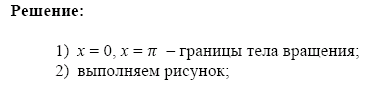 Решение:
1) x = 0, x = π – границы тела вращения;
2) выполняем рисунок;